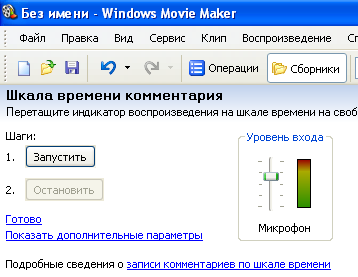 Без имени - Windows Movie Maker
Файл Правка Вид Сервис Клип Воспроизведение
Операции Сборники
Шкала времени комментария
Перетащите индикатор воспроизведения на шкале времени на
Шаги:
Уровень входа
1. Запустить
2. Остановить
Микрофон
Готово
Показать дополнительные параметры
Подробные сведения о записи комментариев по шкале времени